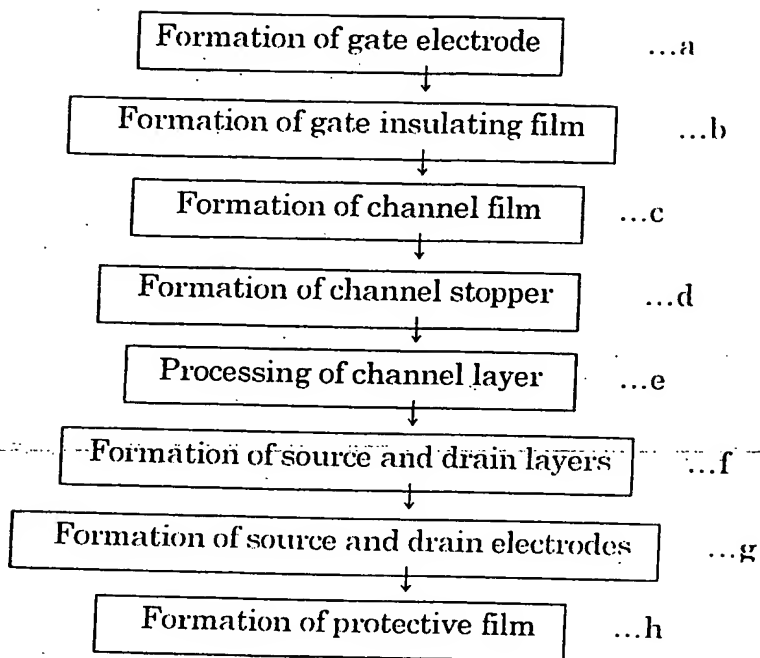 Formation of gate electrode ...a
Formation of gate insulating film ...b
Formation of channel film ...c
Formation of channel stopper ...d
Processing of channel layer ...e
Formation of source and drain layers ...f
Formation of source and drain electrodes ...g
Formation of protective film ...h